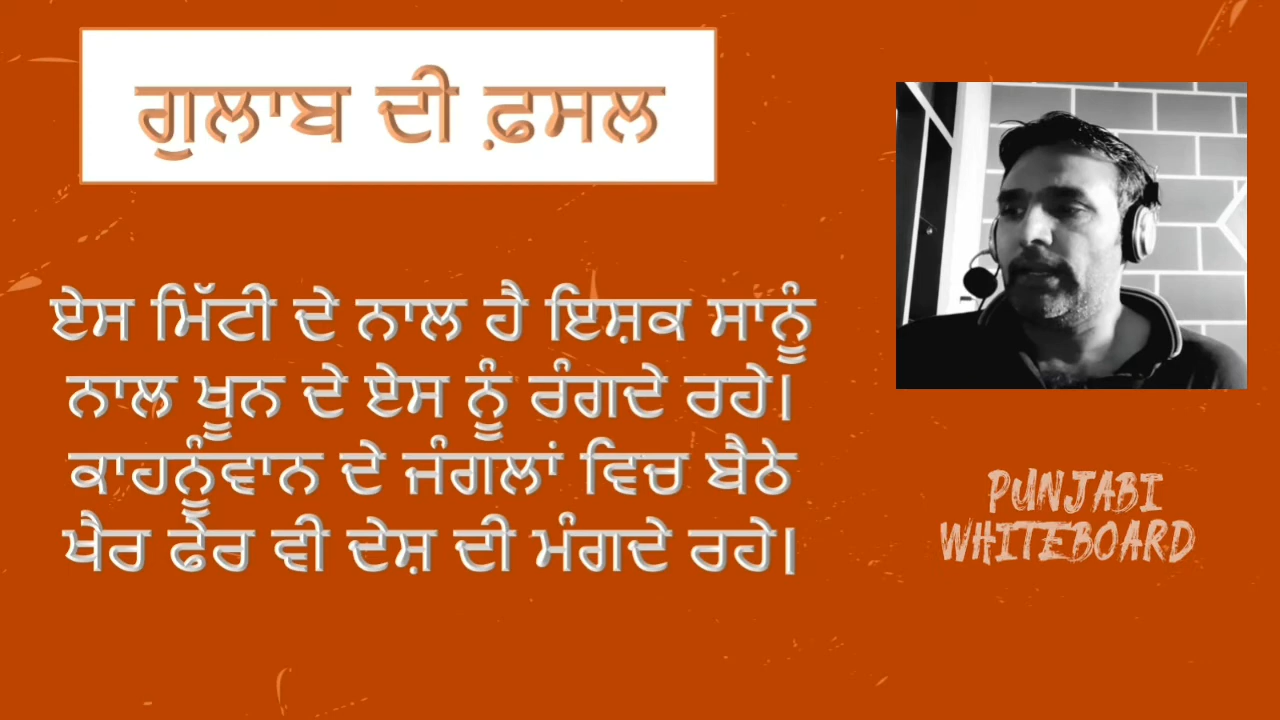 ਗੁਲਾਬ ਦੀ ਫ਼ਸਲ
ਏਸ ਮਿੱਟੀ ਦੇ ਨਾਲ ਹੈ ਇਸ਼ਕ ਸਾਨੂੰ
ਨਾਲ ਖੂਨ ਦੇ ਏਸ ਨੂੰ ਰੰਗਦੇ ਰਹੇ।
ਕਾਹਨੂੰਵਾਨ ਦੇ ਜੰਗਲਾਂ ਵਿਚ ਬੈਠੇ
ਖੈਰ ਫੇਰ ਵੀ ਦੇਸ਼ ਦੀ ਮੰਗਦੇ ਰਹੇ।
PUNJABI
WHITEBOARD